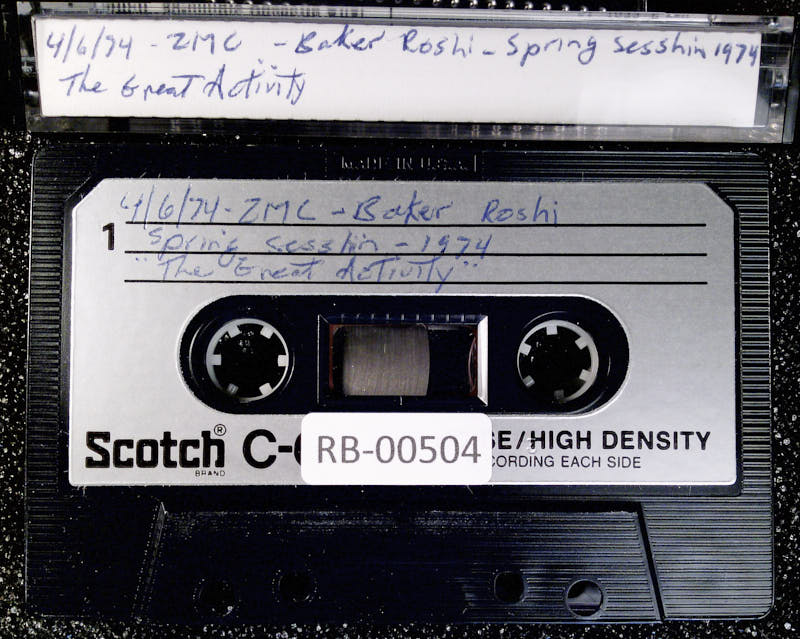 4/6/74 - ZMC - Baker Roshi - Spring Sesshin 1974
"The Great Activity"
MADE IN U.S.A.
4/6/74 - ZMC - Baker Roshi
1 Spring Sesshin - 1974
"The Great Activity"
Scotch® C-6 RB-00504 SE/HIGH DENSITY
BRAND CORDING EACH SIDE